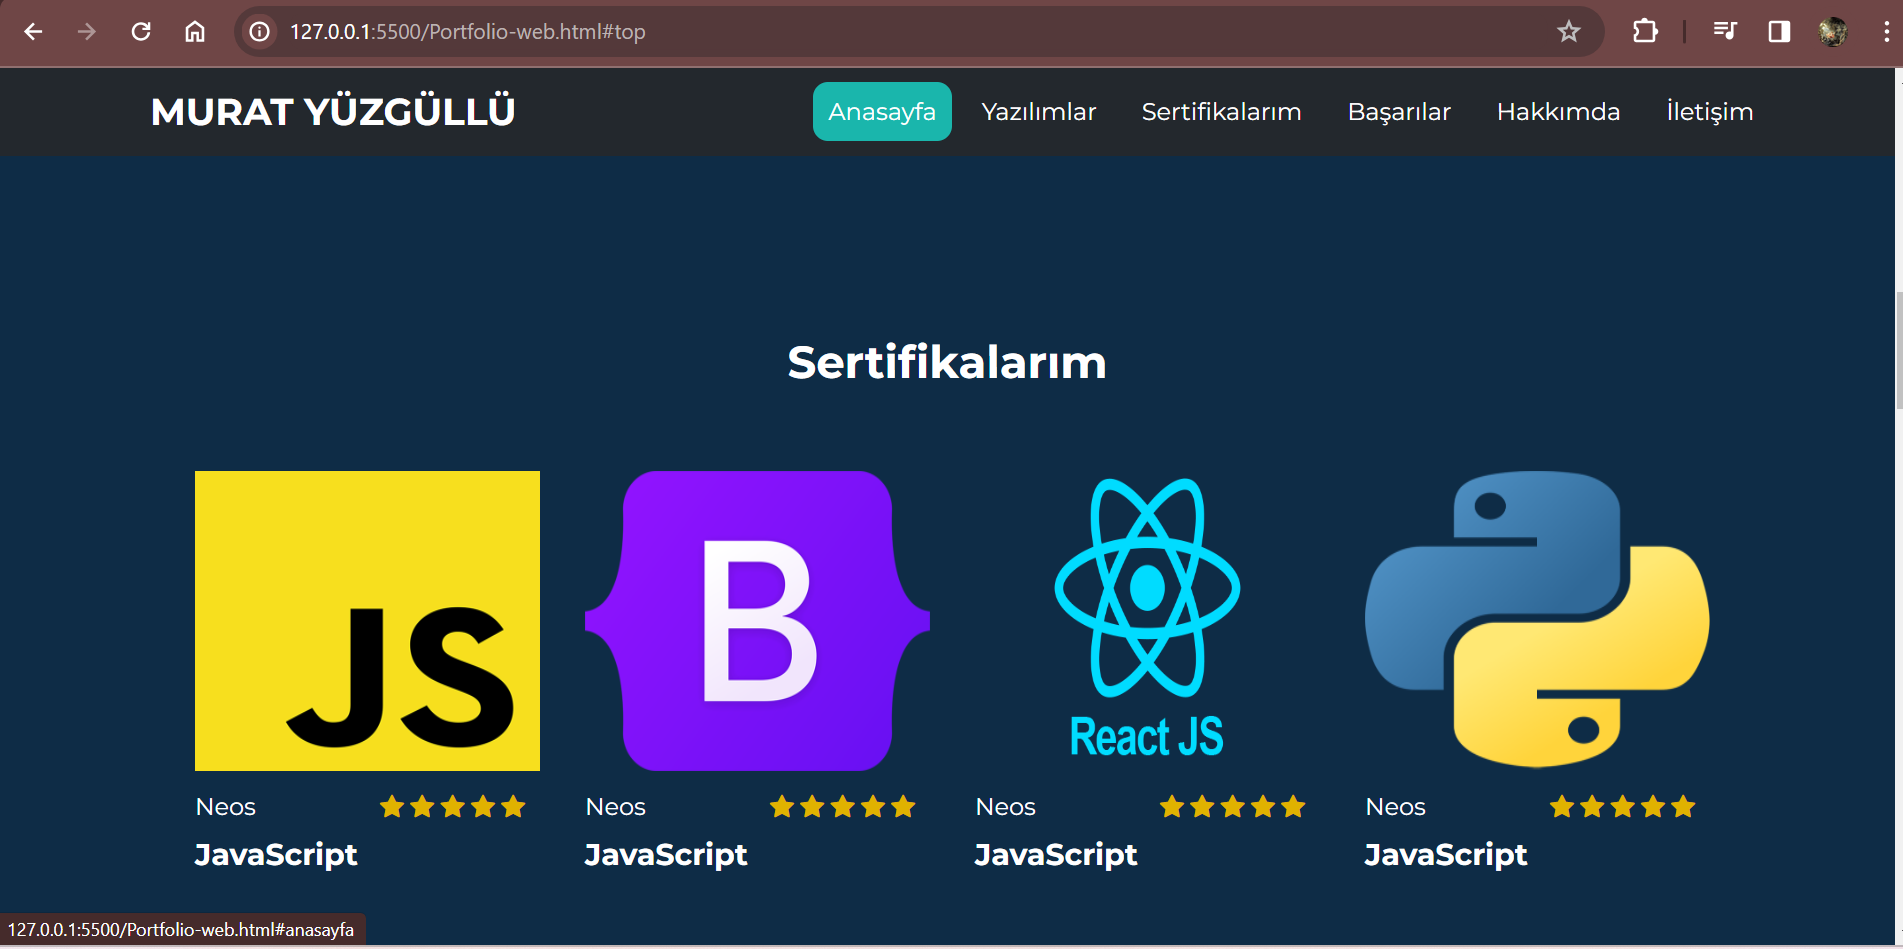 127.0.0.1:5500/Portfolio-web.html#top
MURAT YÜZGÜLLÜ Anasayfa Yazılımlar Sertifikalarım Başarılar Hakkımda İletişim
Sertifikalarım
JS B React JS
Neos Neos Neos Neos
JavaScript JavaScript JavaScript JavaScript
127.0.0.1:5500/Portfolio-web.html#anasayfa